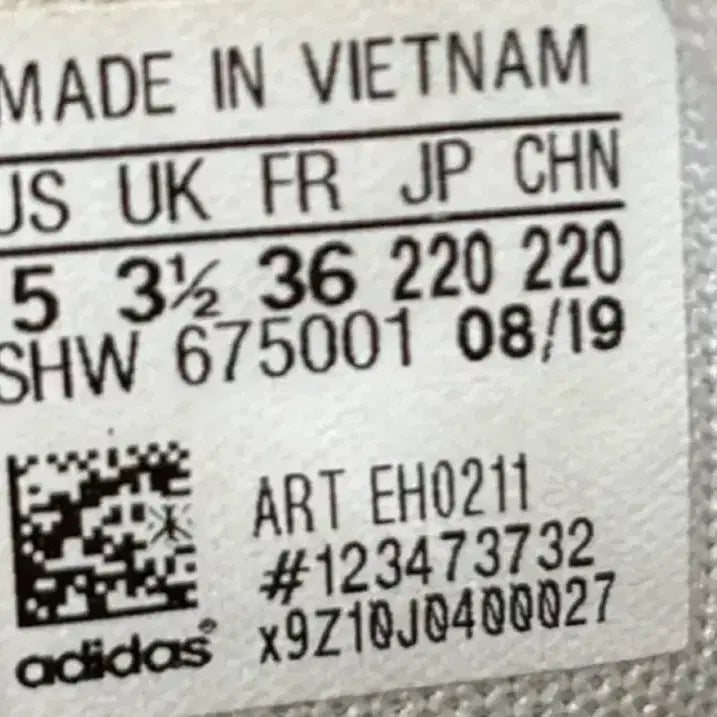 MADE IN VIETNAM
US UK FR JP CHN
5 3½ 36 220 220
SHW 675001 08/19
ART EH0211
#123473732
x9Z10J0400027
adidas®